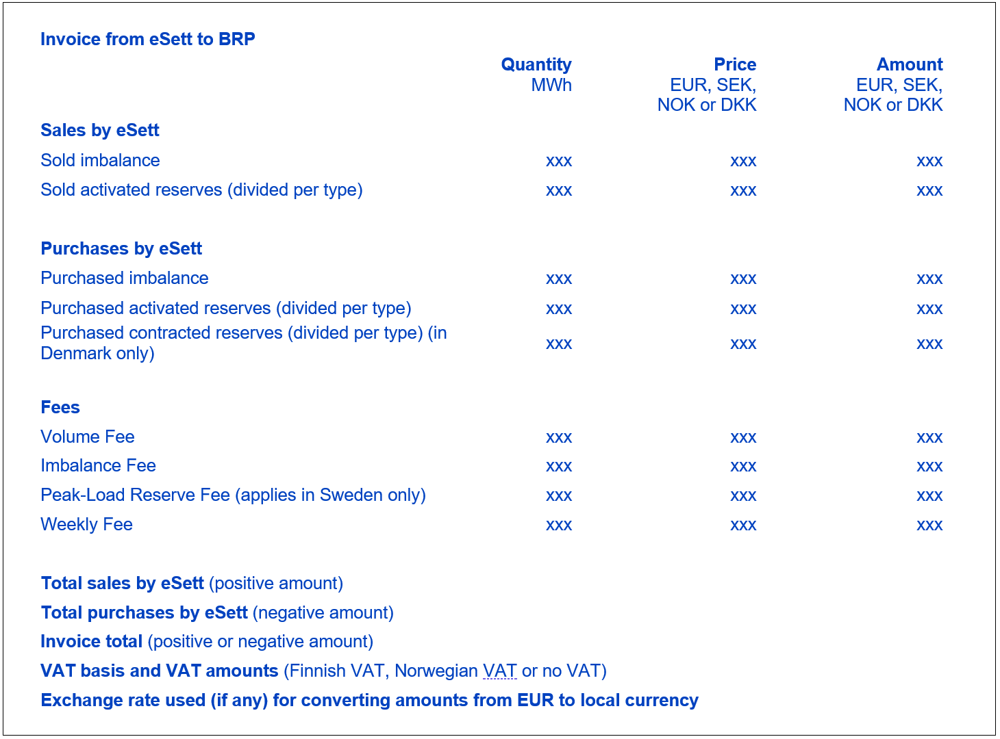 Invoice from eSett to BRP
Quantity Price Amount
MWh EUR, SEK, EUR, SEK,
NOK or DKK NOK or DKK
Sales by eSett
Sold imbalance xxx xxx xxx
Sold activated reserves (divided per type) xxx xxx xxx
Purchases by eSett
Purchased imbalance xxx xxx xxx
Purchased activated reserves (divided per type) xxx xxx xxx
Purchased contracted reserves (divided per type) (in
Denmark only) xxx xxx xxx
Fees
Volume Fee xxx xxx xxx
Imbalance Fee xxx xxx xxx
Peak-Load Reserve Fee (applies in Sweden only) xxx xxx xxx
Weekly Fee xxx xxx xxx
Total sales by eSett (positive amount)
Total purchases by eSett (negative amount)
Invoice total (positive or negative amount)
VAT basis and VAT amounts (Finnish VAT, Norwegian VAT or no VAT)
Exchange rate used (if any) for converting amounts from EUR to local currency